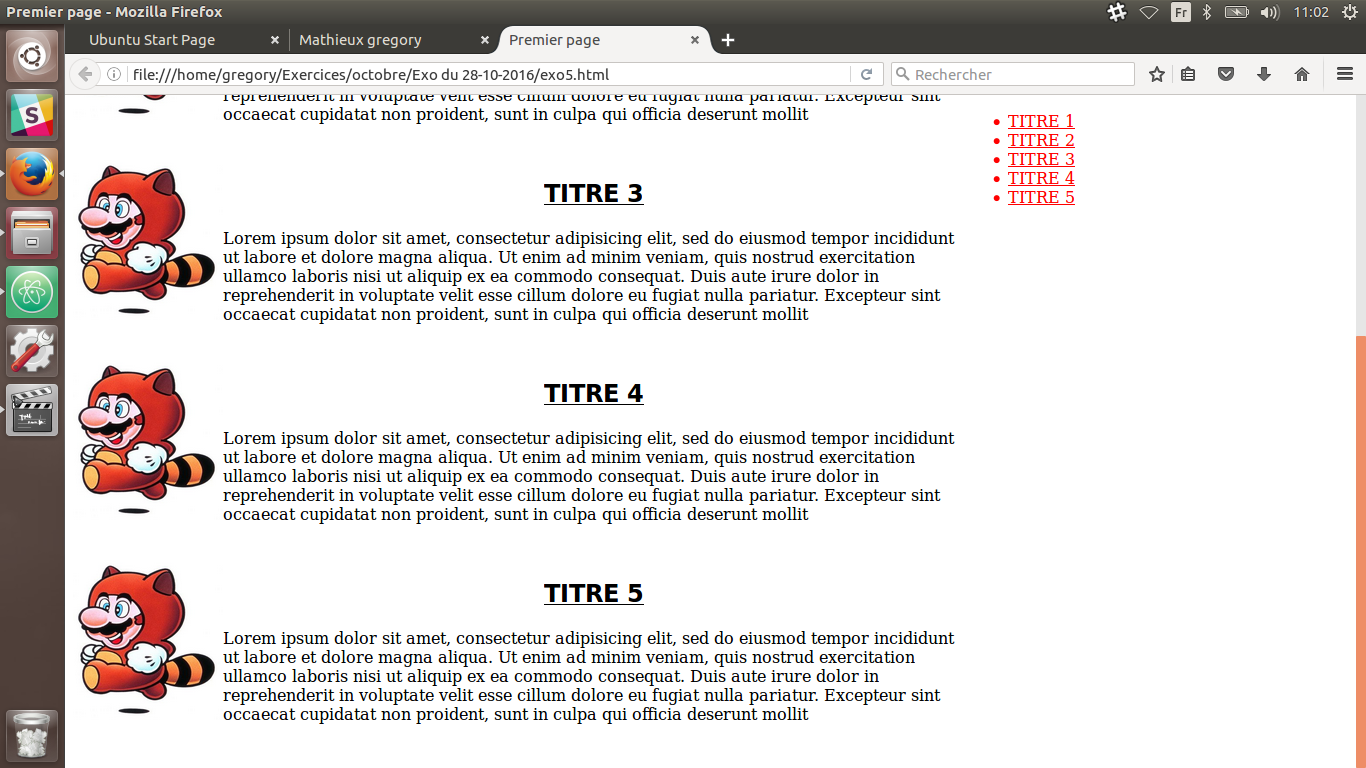 Premier page - Mozilla Firefox
Fr
11:02
Ubuntu Start Page
Mathieux gregory
Premier page
file:///home/gregory/Exercices/octobre/Exo du 28-10-2016/exo5.html
Rechercher
reprehenderit in voluptate velit esse cillum dolore eu fugiat nulla pariatur. Excepteur sint
occaecat cupidatat non proident, sunt in culpa qui officia deserunt mollit
TITRE 1
TITRE 2
TITRE 3
TITRE 4
TITRE 5
TITRE 3
Lorem ipsum dolor sit amet, consectetur adipisicing elit, sed do eiusmod tempor incididunt
ut labore et dolore magna aliqua. Ut enim ad minim veniam, quis nostrud exercitation
ullamco laboris nisi ut aliquip ex ea commodo consequat. Duis aute irure dolor in
reprehenderit in voluptate velit esse cillum dolore eu fugiat nulla pariatur. Excepteur sint
occaecat cupidatat non proident, sunt in culpa qui officia deserunt mollit
TITRE 4
Lorem ipsum dolor sit amet, consectetur adipisicing elit, sed do eiusmod tempor incididunt
ut labore et dolore magna aliqua. Ut enim ad minim veniam, quis nostrud exercitation
ullamco laboris nisi ut aliquip ex ea commodo consequat. Duis aute irure dolor in
reprehenderit in voluptate velit esse cillum dolore eu fugiat nulla pariatur. Excepteur sint
occaecat cupidatat non proident, sunt in culpa qui officia deserunt mollit
TITRE 5
Lorem ipsum dolor sit amet, consectetur adipisicing elit, sed do eiusmod tempor incididunt
ut labore et dolore magna aliqua. Ut enim ad minim veniam, quis nostrud exercitation
ullamco laboris nisi ut aliquip ex ea commodo consequat. Duis aute irure dolor in
reprehenderit in voluptate velit esse cillum dolore eu fugiat nulla pariatur. Excepteur sint
occaecat cupidatat non proident, sunt in culpa qui officia deserunt mollit